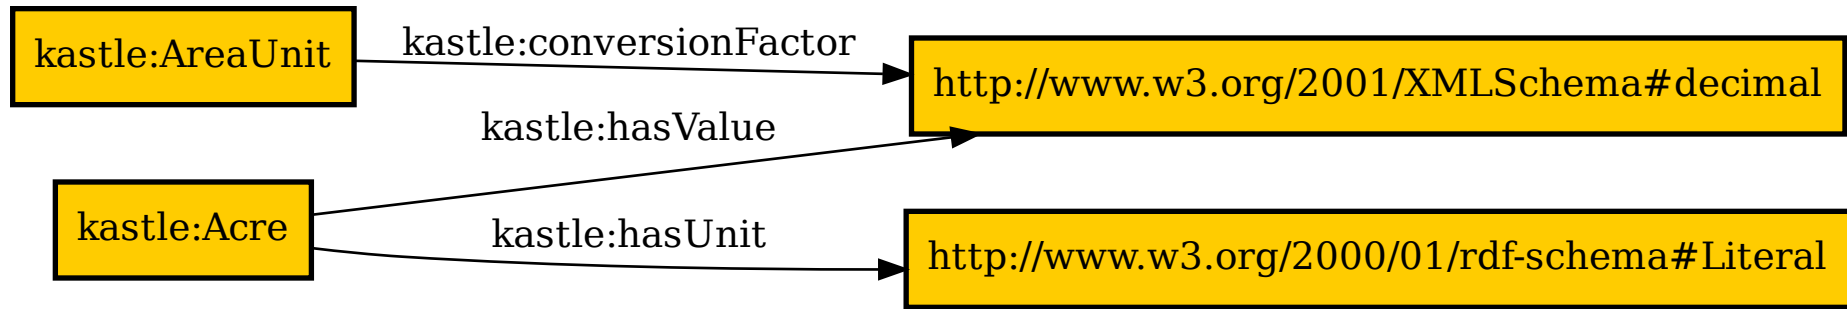 kastle:AreaUnit
kastle:conversionFactor
http://www.w3.org/2001/XMLSchema#decimal
kastle:hasValue
kastle:Acre
kastle:hasUnit
http://www.w3.org/2000/01/rdf-schema#Literal